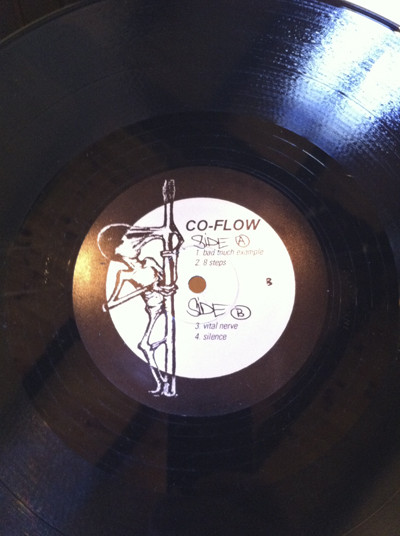 CO-FLOW
SIDE A
1. bad touch example
2. 8 steps
B
SIDE B
3. vital nerve
4. silence